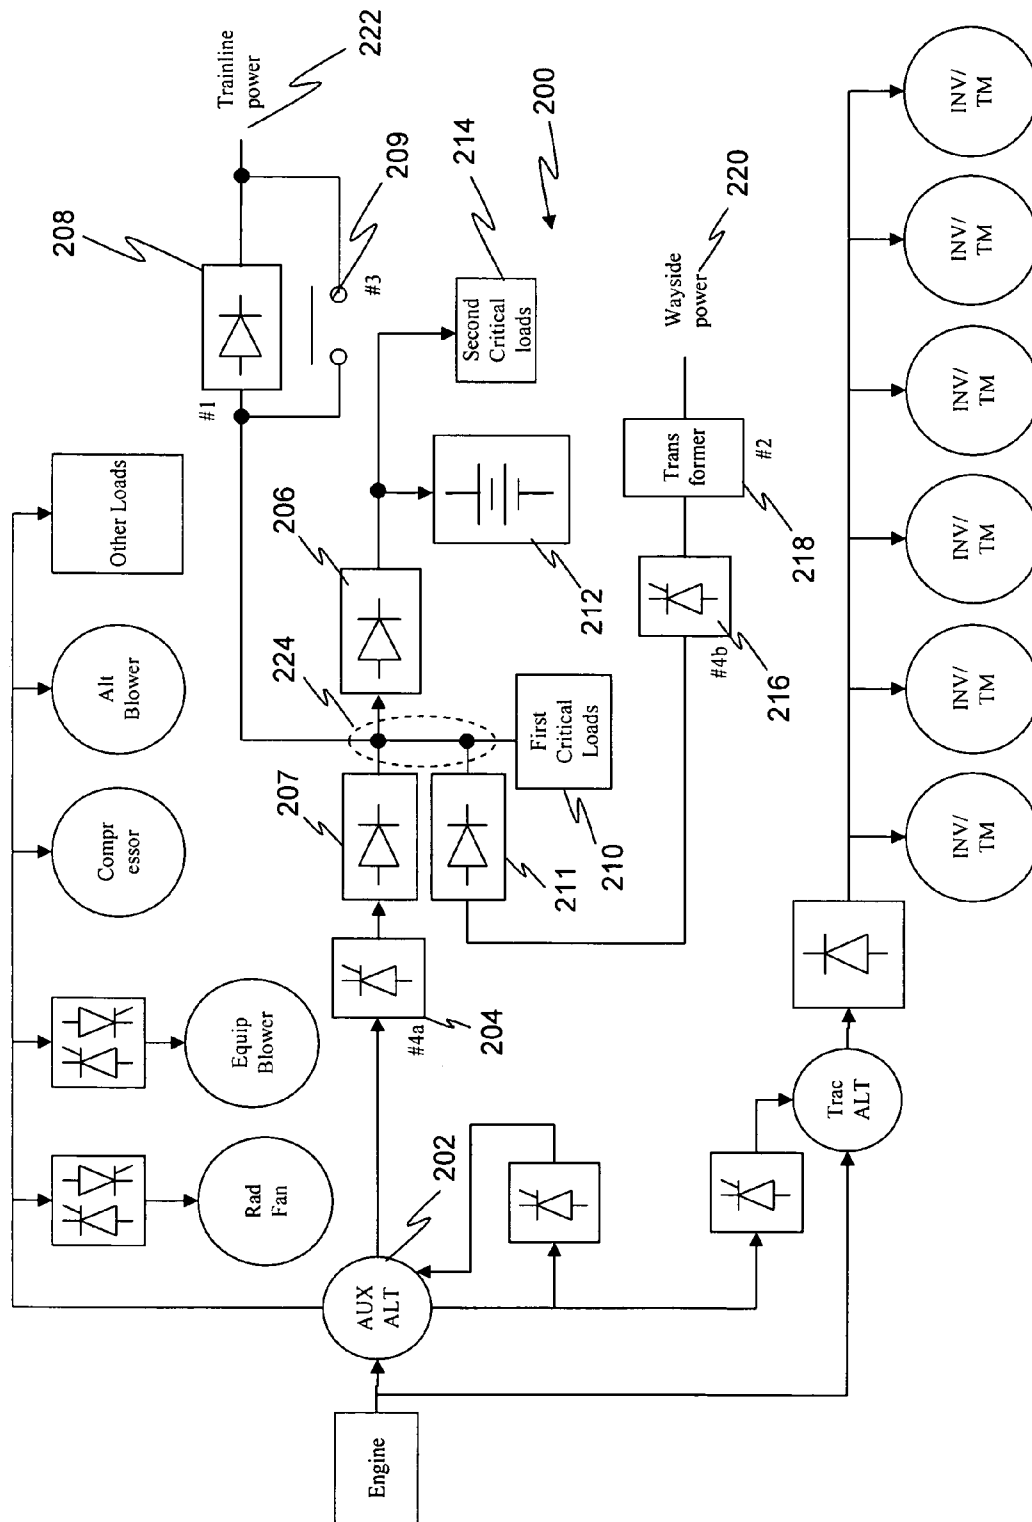 Engine
AUX
ALT
202
Rad
Fan
Equip
Blower
Compr
essor
Alt
Blower
Other Loads
#4a
204
207
224
206
211
210
First
Critical
Loads
212
Second
Critical
loads
214
#1
208
#3
209
Trainline
power
222
200
#4b
216
Trans
former
#2
218
Wayside
power
220
Trac
ALT
INV/
TM
INV/
TM
INV/
TM
INV/
TM
INV/
TM
INV/
TM